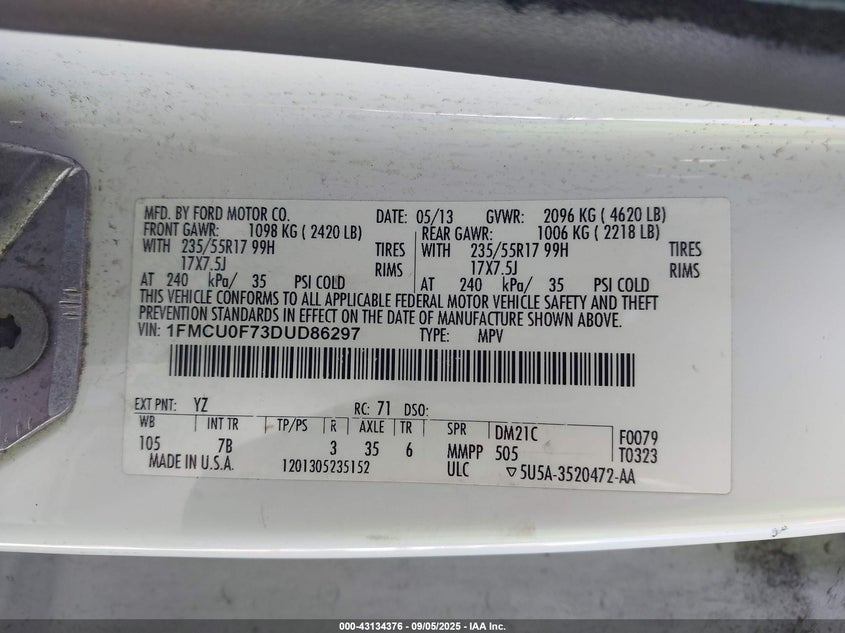 MFD. BY FORD MOTOR CO. DATE: 05/13 GVWR: 2096 KG ( 4620 LB)
FRONT GAWR: 1098 KG ( 2420 LB) REAR GAWR: 1006 KG ( 2218 LB)
WITH 235/55R17 99H TIRES WITH 235/55R17 99H TIRES
17X7.5J RIMS 17X7.5J RIMS
AT 240 kPa/ 35 PSI COLD AT 240 kPa/ 35 PSI COLD
THIS VEHICLE CONFORMS TO ALL APPLICABLE FEDERAL MOTOR VEHICLE SAFETY AND THEFT
PREVENTION STANDARDS IN EFFECT ON THE DATE OF MANUFACTURE SHOWN ABOVE.
VIN: 1FMCU0F73DUD86297 TYPE: MPV
EXT PNT: YZ RC: 71 DSO:
WB INT TR TP/PS R AXLE TR SPR DM21C F0079
105 7B 3 35 6 MMPP 505 T0323
MADE IN U.S.A. 1201305235152 ULC ▽5U5A-3520472-AA
000-43134376 - 09/05/2025 - IAA Inc.